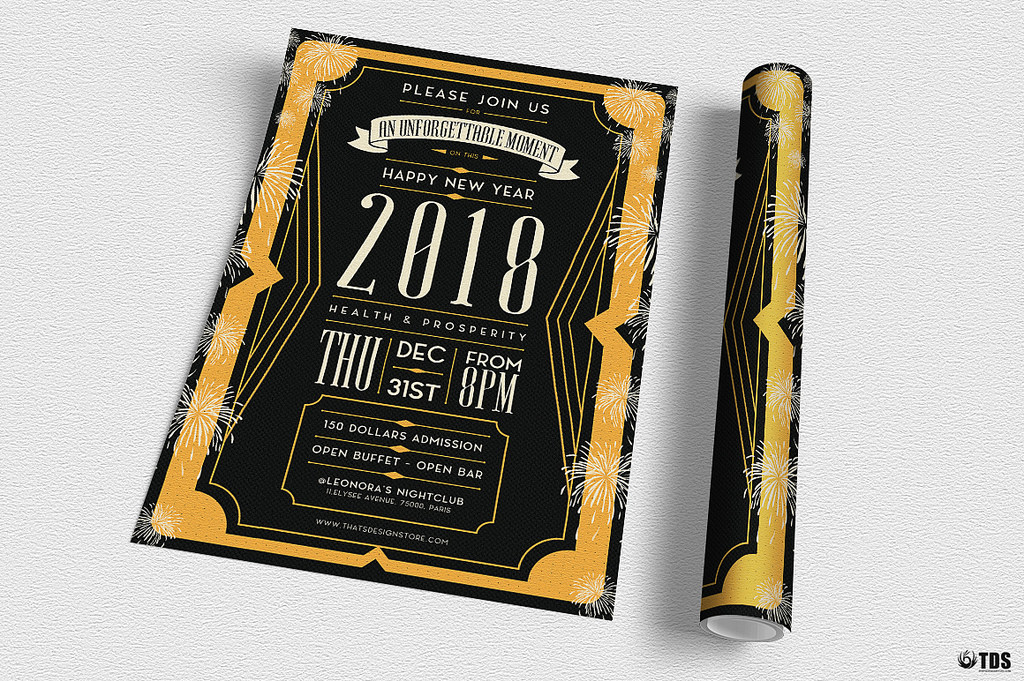 PLEASE JOIN US
FOR
AN UNFORGETTABLE MOMENT
ON THIS
HAPPY NEW YEAR
2018
HEALTH & PROSPERITY
THU
DEC
31ST
FROM
8PM
150 DOLLARS ADMISSION
OPEN BUFFET - OPEN BAR
@LEONORA'S NIGHTCLUB
11, ELYSEE AVENUE, 75000, PARIS
WWW.THATSDESIGNSTORE.COM
TDS